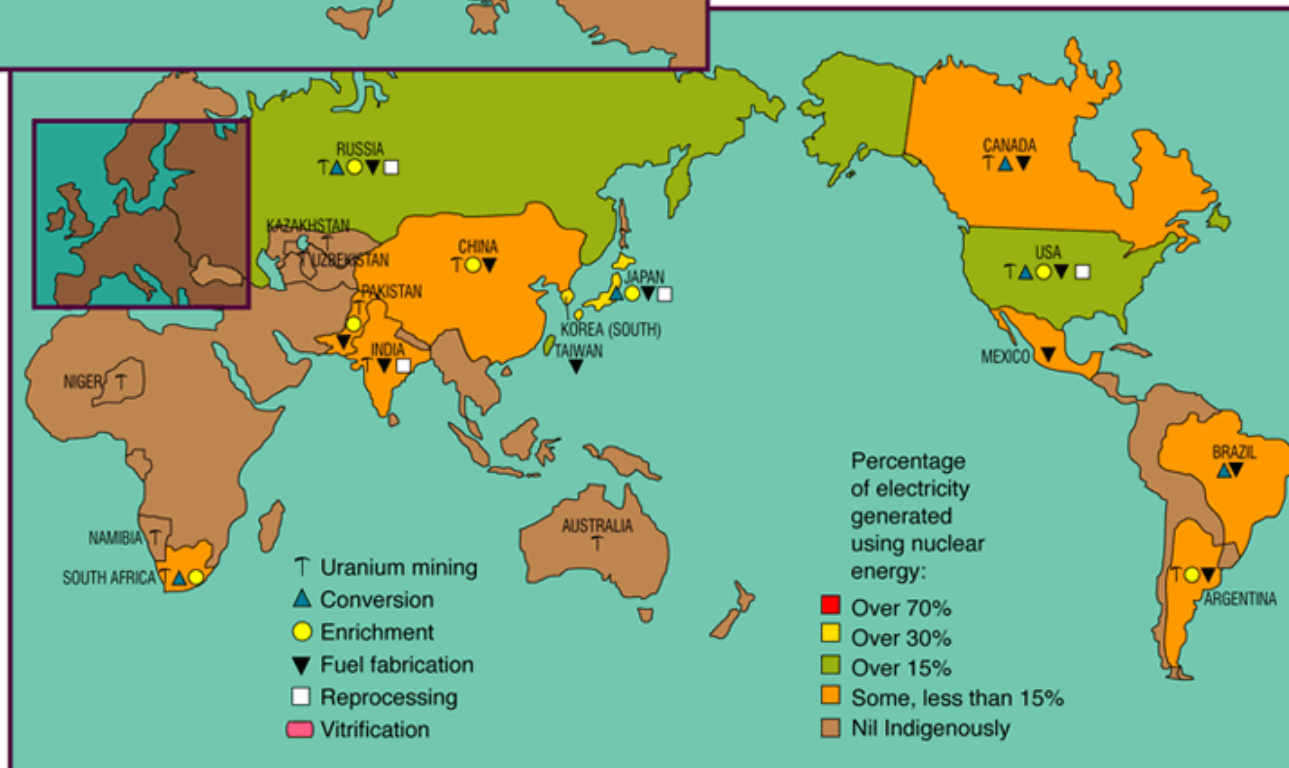 RUSSIA
CANADA
KAZAKHSTAN
UZBEKISTAN
CHINA
USA
PAKISTAN
JAPAN
KOREA (SOUTH)
INDIA
TAIWAN
MEXICO
NIGER
BRAZIL
NAMIBIA
AUSTRALIA
SOUTH AFRICA
ARGENTINA
Uranium mining
Conversion
Enrichment
Fuel fabrication
Reprocessing
Vitrification
Percentage
of electricity
generated
using nuclear
energy:
Over 70%
Over 30%
Over 15%
Some, less than 15%
Nil Indigenously